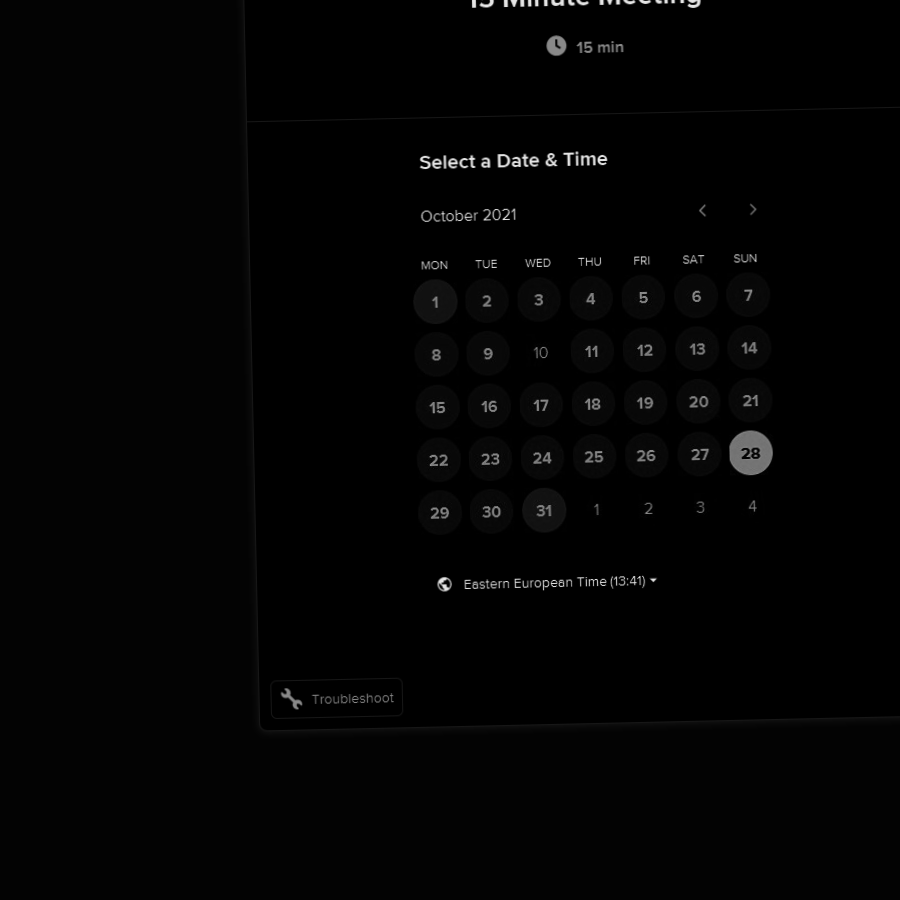 15 Minute Meeting
15 min
Select a Date & Time
October 2021
MON TUE WED THU FRI SAT SUN
1 2 3 4 5 6 7
8 9 10 11 12 13 14
15 16 17 18 19 20 21
22 23 24 25 26 27 28
29 30 31 1 2 3 4
Eastern European Time (13:41)
Troubleshoot